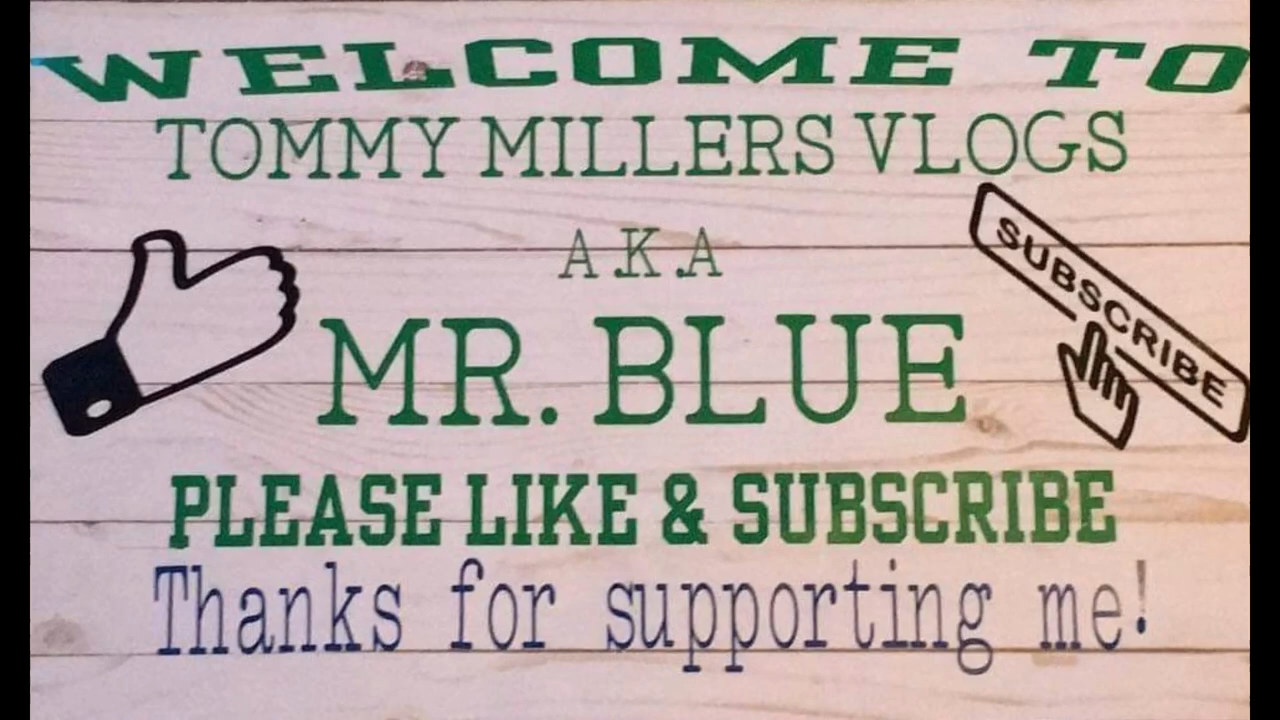 WELCOME TO
TOMMY MILLERS VLOGS
A.K.A
MR. BLUE
SUBSCRIBE
PLEASE LIKE & SUBSCRIBE
Thanks for supporting me!